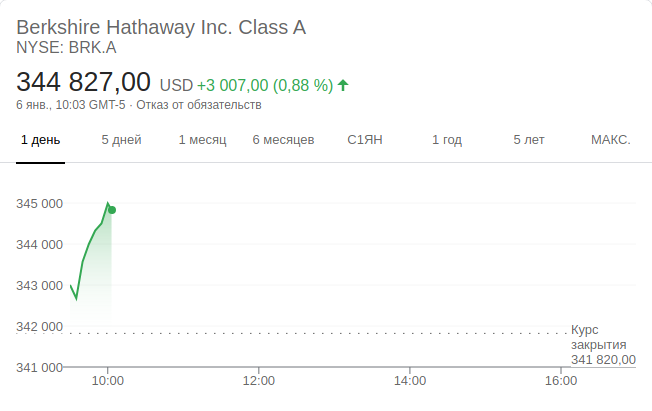 Berkshire Hathaway Inc. Class A
NYSE: BRK.A
344 827,00 USD +3 007,00 (0,88 %)
6 янв., 10:03 GMT-5 · Отказ от обязательств
1 день 5 дней 1 месяц 6 месяцев С1ЯН 1 год 5 лет МАКС.
345 000
344 000
343 000
342 000
Курс
закрытия
341 820,00
341 000
10:00 12:00 14:00 16:00